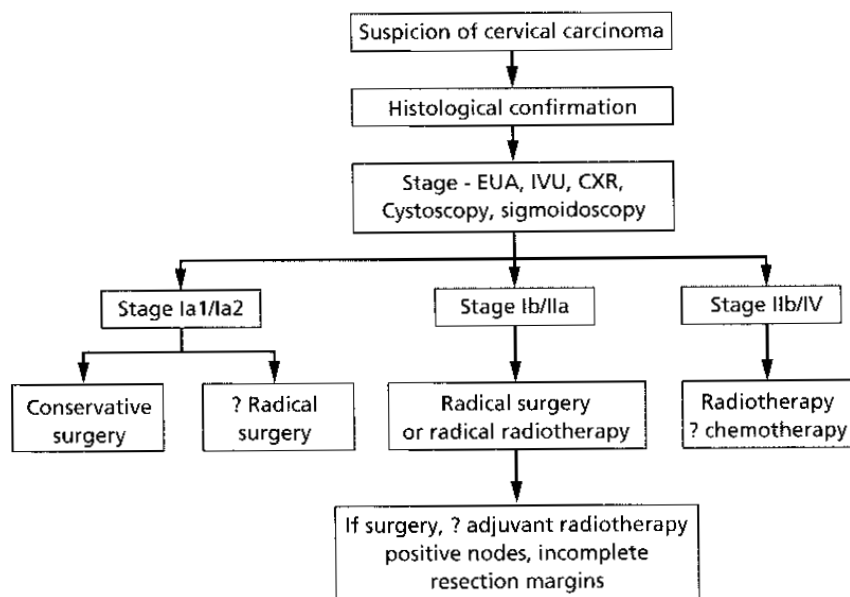 Suspicion of cervical carcinoma
Histological confirmation
Stage - EUA, IVU, CXR,
Cystoscopy, sigmoidoscopy
Stage Ia1/Ia2
Stage Ib/IIa
Stage IIb/IV
Conservative
surgery
? Radical
surgery
Radical surgery
or radical radiotherapy
Radiotherapy
? chemotherapy
If surgery, ? adjuvant radiotherapy
positive nodes, incomplete
resection margins